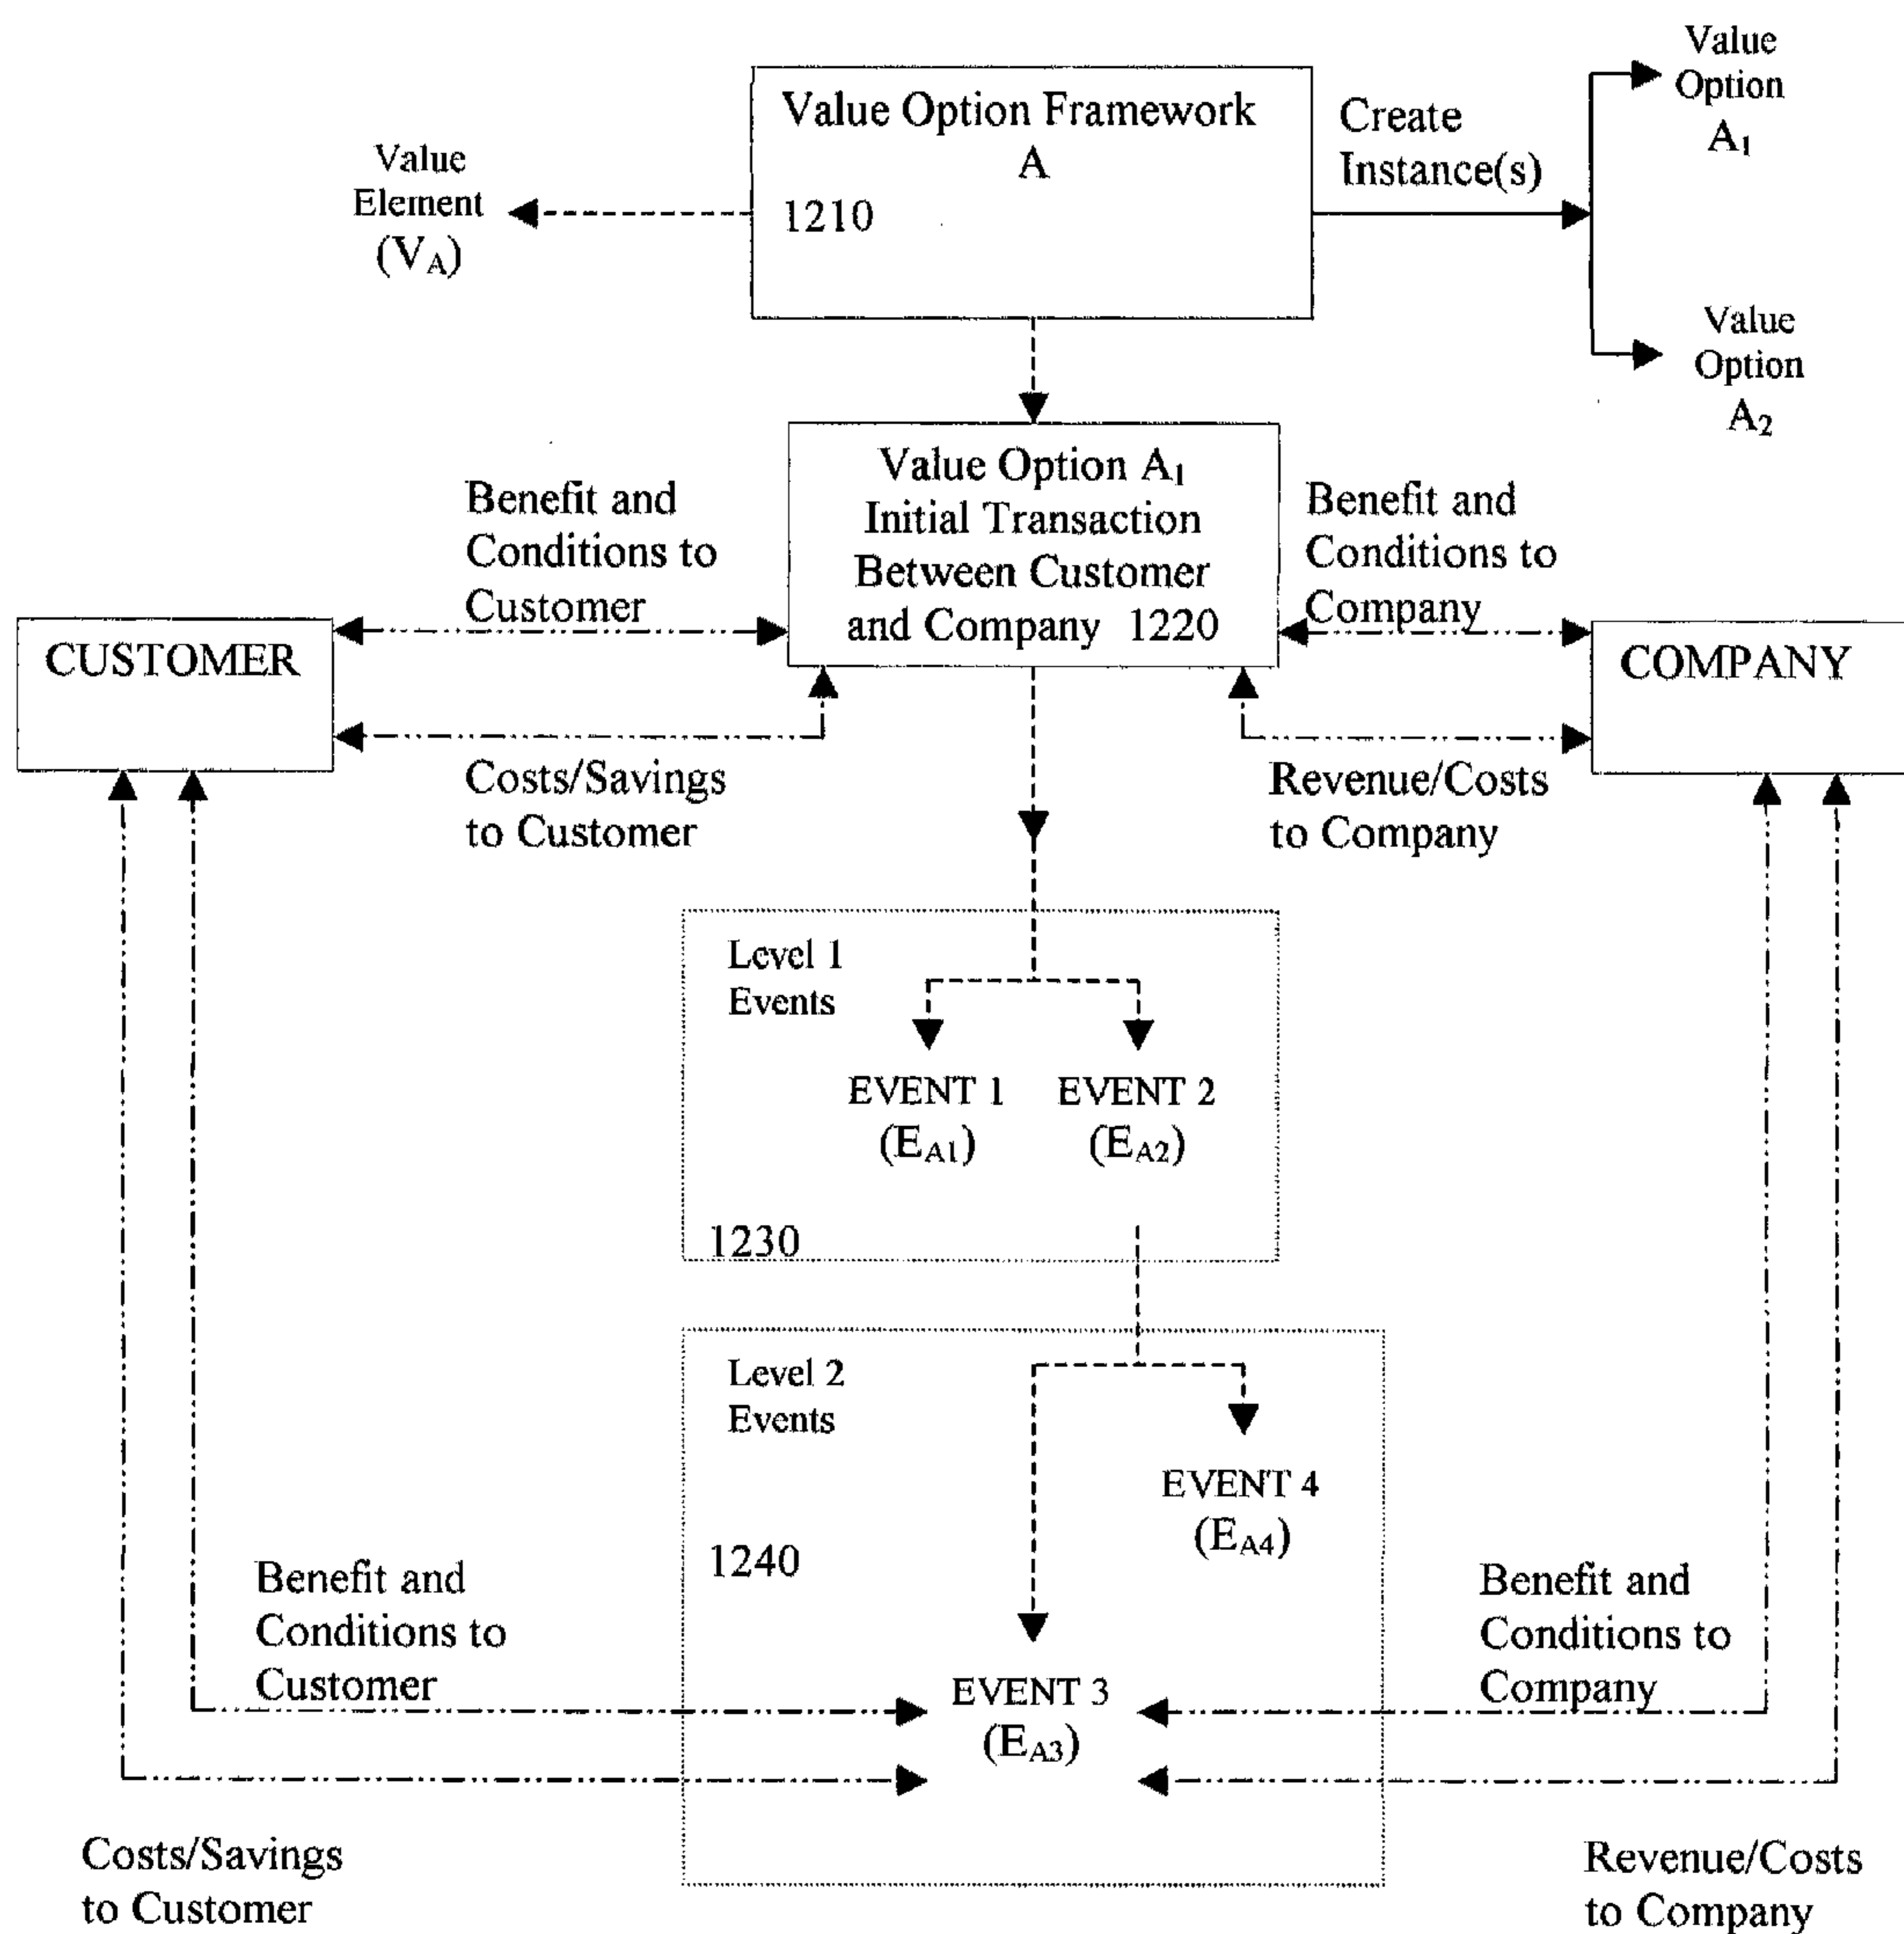 Value
Option
A1
Value Option Framework
A
1210
Create
Instance(s)
Value
Element
(VA)
Value
Option
A2
Value Option A1
Initial Transaction
Between Customer
and Company 1220
Benefit and
Conditions to
Customer
Benefit and
Conditions to
Company
CUSTOMER
COMPANY
Costs/Savings
to Customer
Revenue/Costs
to Company
Level 1
Events
EVENT 1
(EA1)
EVENT 2
(EA2)
1230
Level 2
Events
EVENT 4
(EA4)
1240
Benefit and
Conditions to
Customer
Benefit and
Conditions to
Company
EVENT 3
(EA3)
Costs/Savings
to Customer
Revenue/Costs
to Company